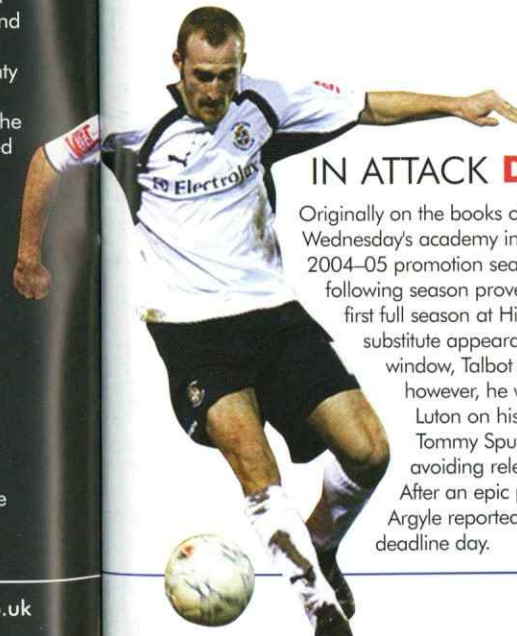 nd
nty
he
ed
e
.uk
Electrolux
IN ATTACK D
Originally on the books o
Wednesday's academy in
2004–05 promotion sea
following season prove
first full season at Hi
substitute appeara
window, Talbot
however, he w
Luton on his
Tommy Spu
avoiding rele
After an epic p
Argyle reported
deadline day.